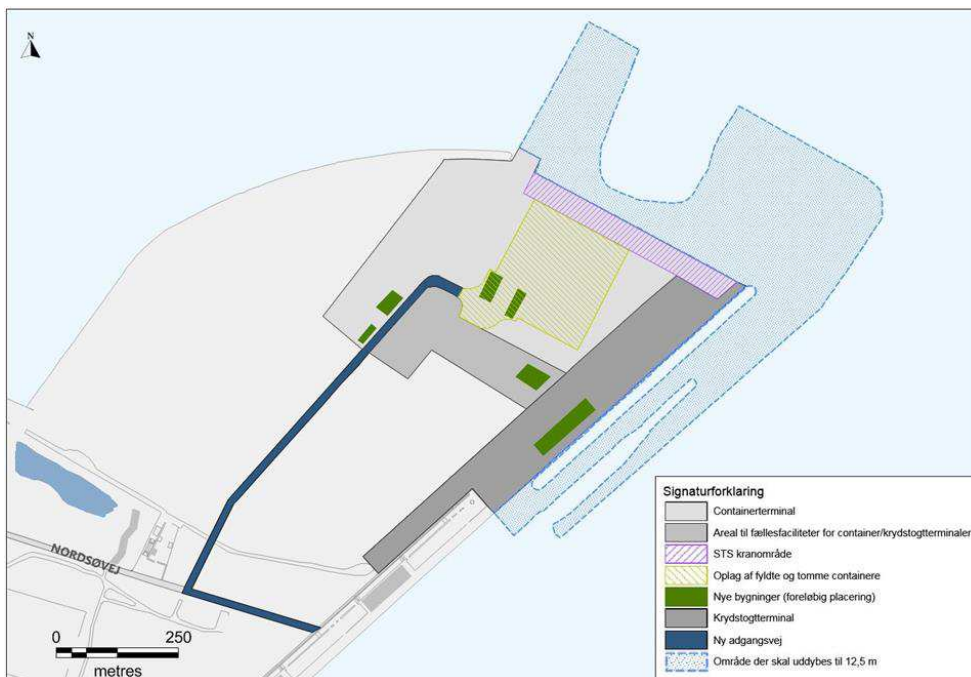 N
NORDSØVEJ
0 250
metres
Signaturforklaring
Containerterminal
Areal til fællesfaciliteter for container/krydstogtterminaler
STS kranområde
Oplag af fyldte og tomme containere
Nye bygninger (foreløbig placering)
Krydstogtterminal
Ny adgangsvej
Område der skal uddybes til 12,5 m